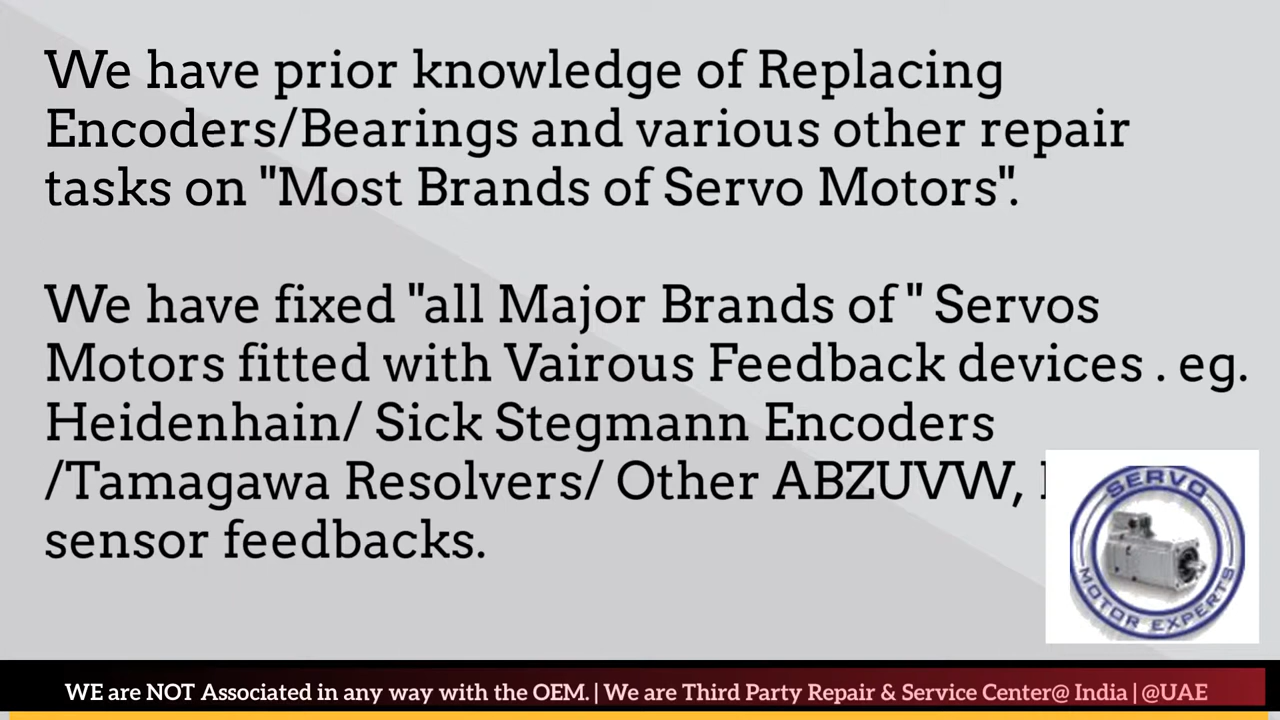 We have prior knowledge of Replacing
Encoders/Bearings and various other repair
tasks on "Most Brands of Servo Motors".
We have fixed "all Major Brands of " Servos
Motors fitted with Vairous Feedback devices . eg.
Heidenhain/ Sick Stegmann Encoders
/Tamagawa Resolvers/ Other ABZUVW,
sensor feedbacks.
SERVO
MOTOR EXPERTS
WE are NOT Associated in any way with the OEM. | We are Third Party Repair & Service Center@ India | @UAE